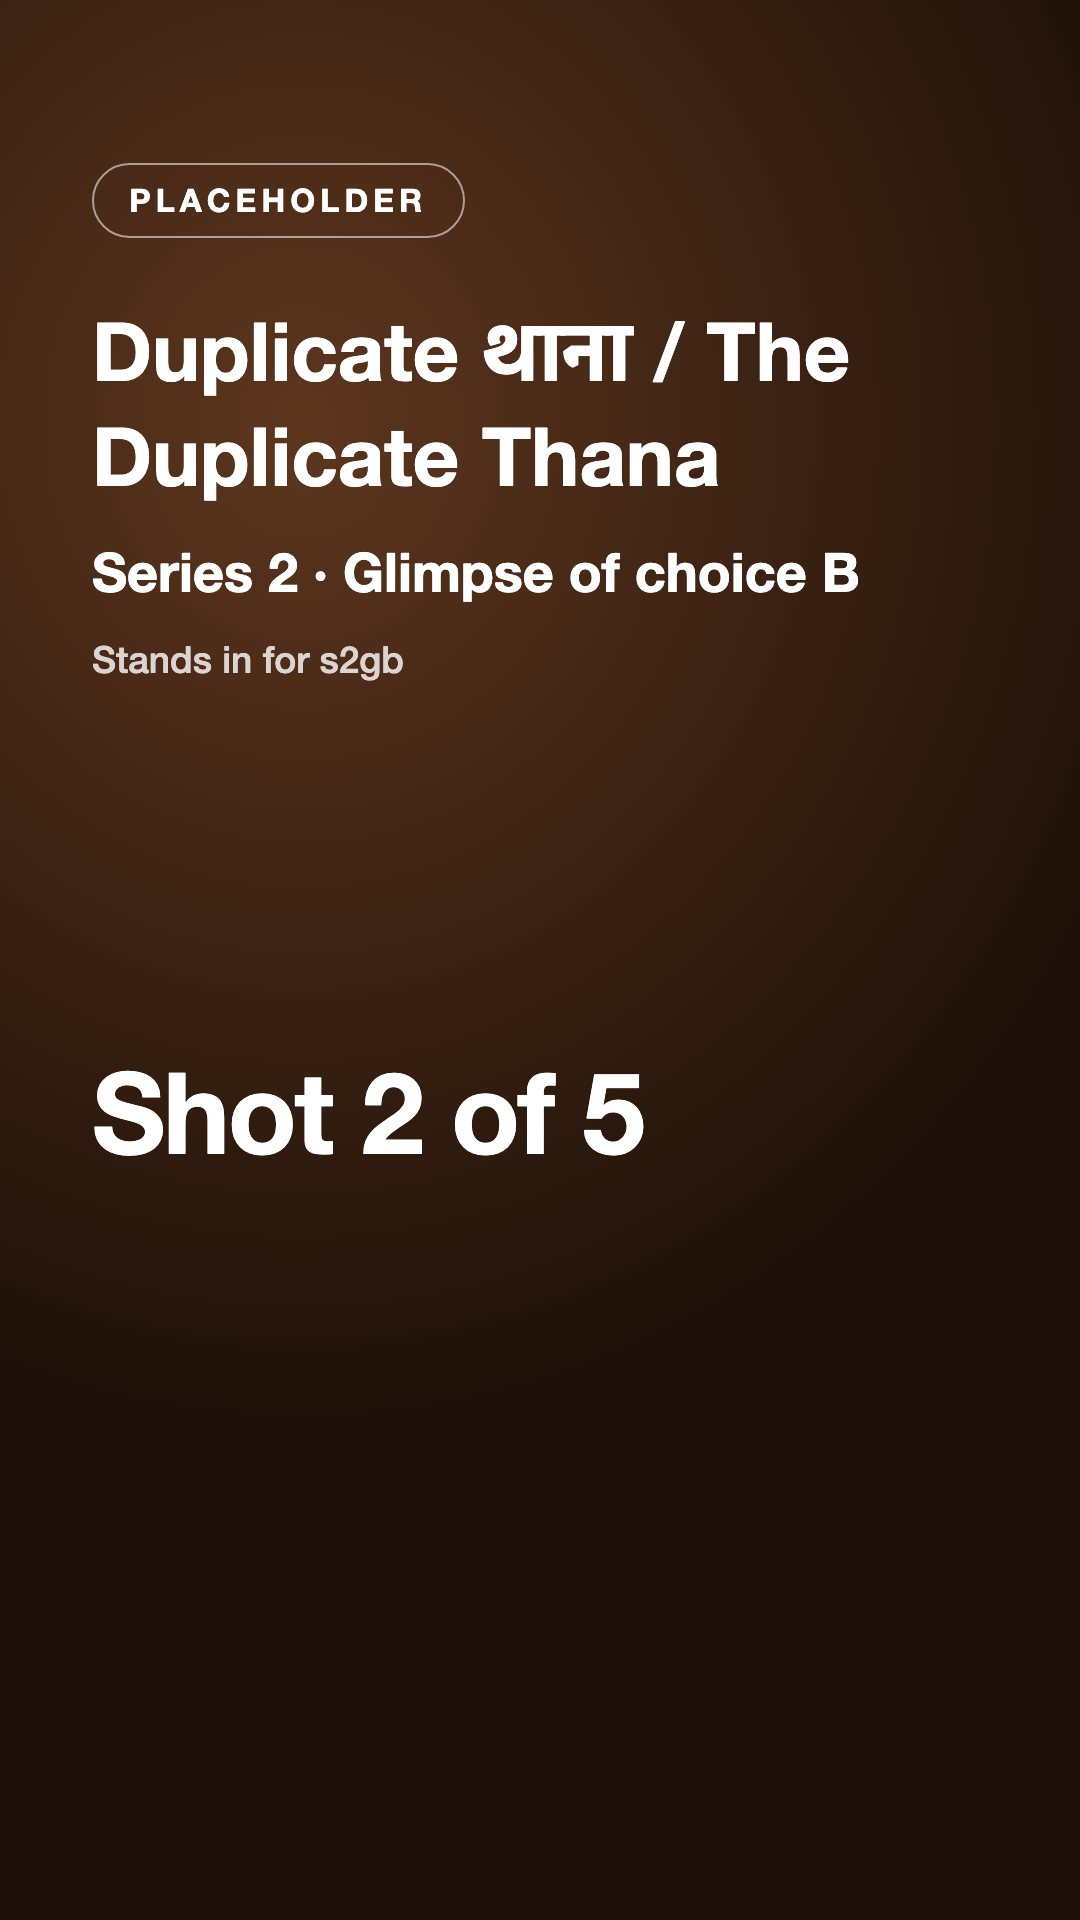 PLACEHOLDER
Duplicate थाना / The
Duplicate Thana
Series 2 · Glimpse of choice B
Stands in for s2gb
Shot 2 of 5